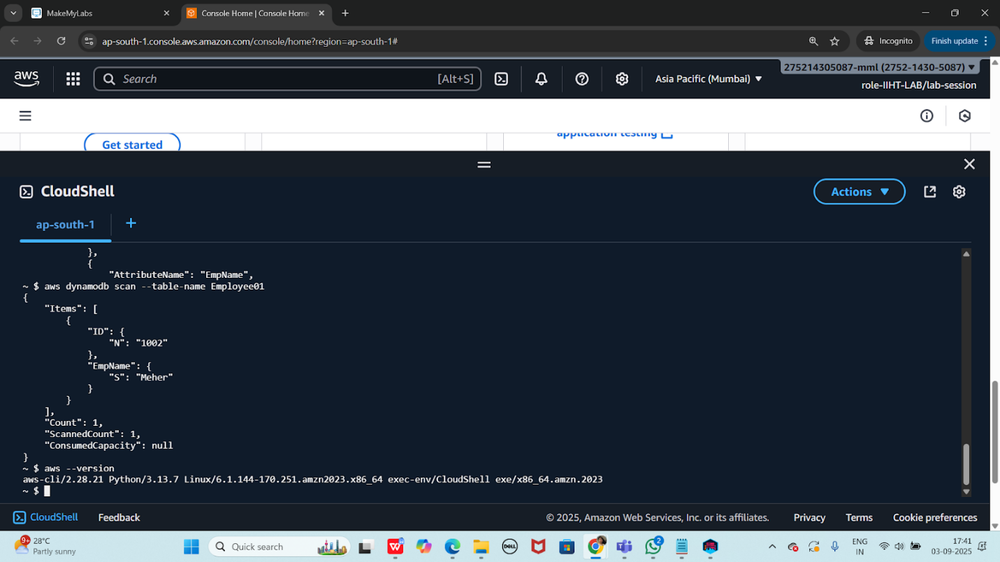 MakeMyLabs
Console Home | Console Home
ap-south-1.console.aws.amazon.com/console/home?region=ap-south-1#
Incognito
Finish update
aws
Search
[Alt+S]
Asia Pacific (Mumbai)
275214305087-mml (2752-1430-5087)
role-IIHT-LAB/lab-session
Get started
application testing
CloudShell
Actions
ap-south-1
},
{
"AttributeName": "EmpName",
~ $ aws dynamodb scan --table-name Employee01
{
"Items": [
{
"ID": {
"N": "1002"
},
"EmpName": {
"S": "Meher"
}
}
],
"Count": 1,
"ScannedCount": 1,
"ConsumedCapacity": null
}
~ $ aws --version
aws-cli/2.28.21 Python/3.13.7 Linux/6.1.144-170.251.amzn2023.x86_64 exec-env/CloudShell exe/x86_64.amzn.2023
~ $
CloudShell
Feedback
© 2025, Amazon Web Services, Inc. or its affiliates.
Privacy
Terms
Cookie preferences
9+
28°C
Partly sunny
Search
DELL
2
ENG
IN
17:41
03-09-2025